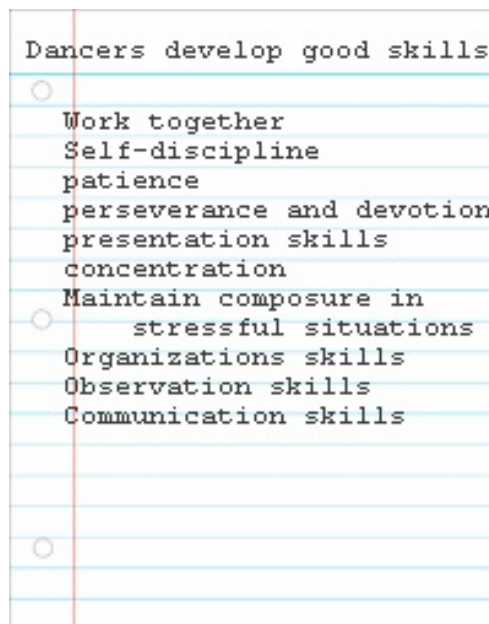 Dancers develop good skills
Work together
Self-discipline
patience
perseverance and devotion
presentation skills
concentration
Maintain composure in
stressful situations
Organizations skills
Observation skills
Communication skills